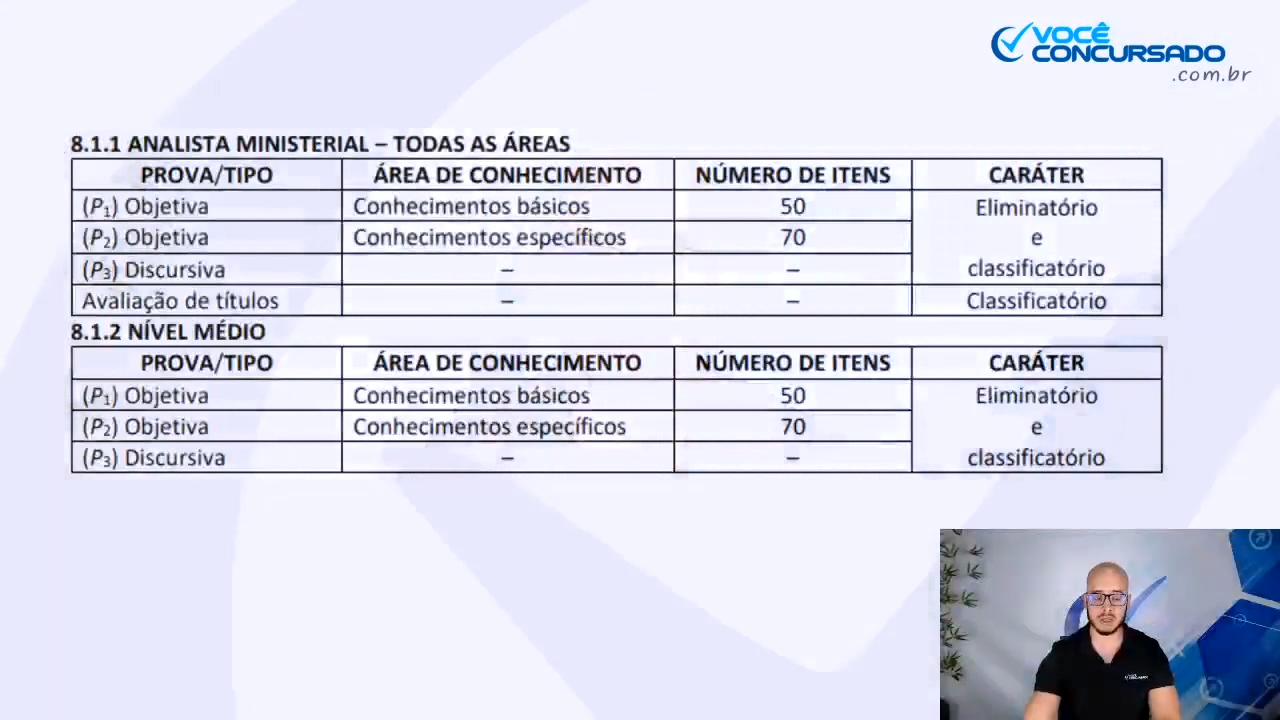 VOCÊ
CONCURSADO
.com.br
8.1.1 ANALISTA MINISTERIAL – TODAS AS ÁREAS
PROVA/TIPO ÁREA DE CONHECIMENTO NÚMERO DE ITENS CARÁTER
(P1) Objetiva Conhecimentos básicos 50 Eliminatório
(P2) Objetiva Conhecimentos específicos 70 e
(P3) Discursiva – – classificatório
Avaliação de títulos – – Classificatório
8.1.2 NÍVEL MÉDIO
PROVA/TIPO ÁREA DE CONHECIMENTO NÚMERO DE ITENS CARÁTER
(P1) Objetiva Conhecimentos básicos 50 Eliminatório
(P2) Objetiva Conhecimentos específicos 70 e
(P3) Discursiva – – classificatório